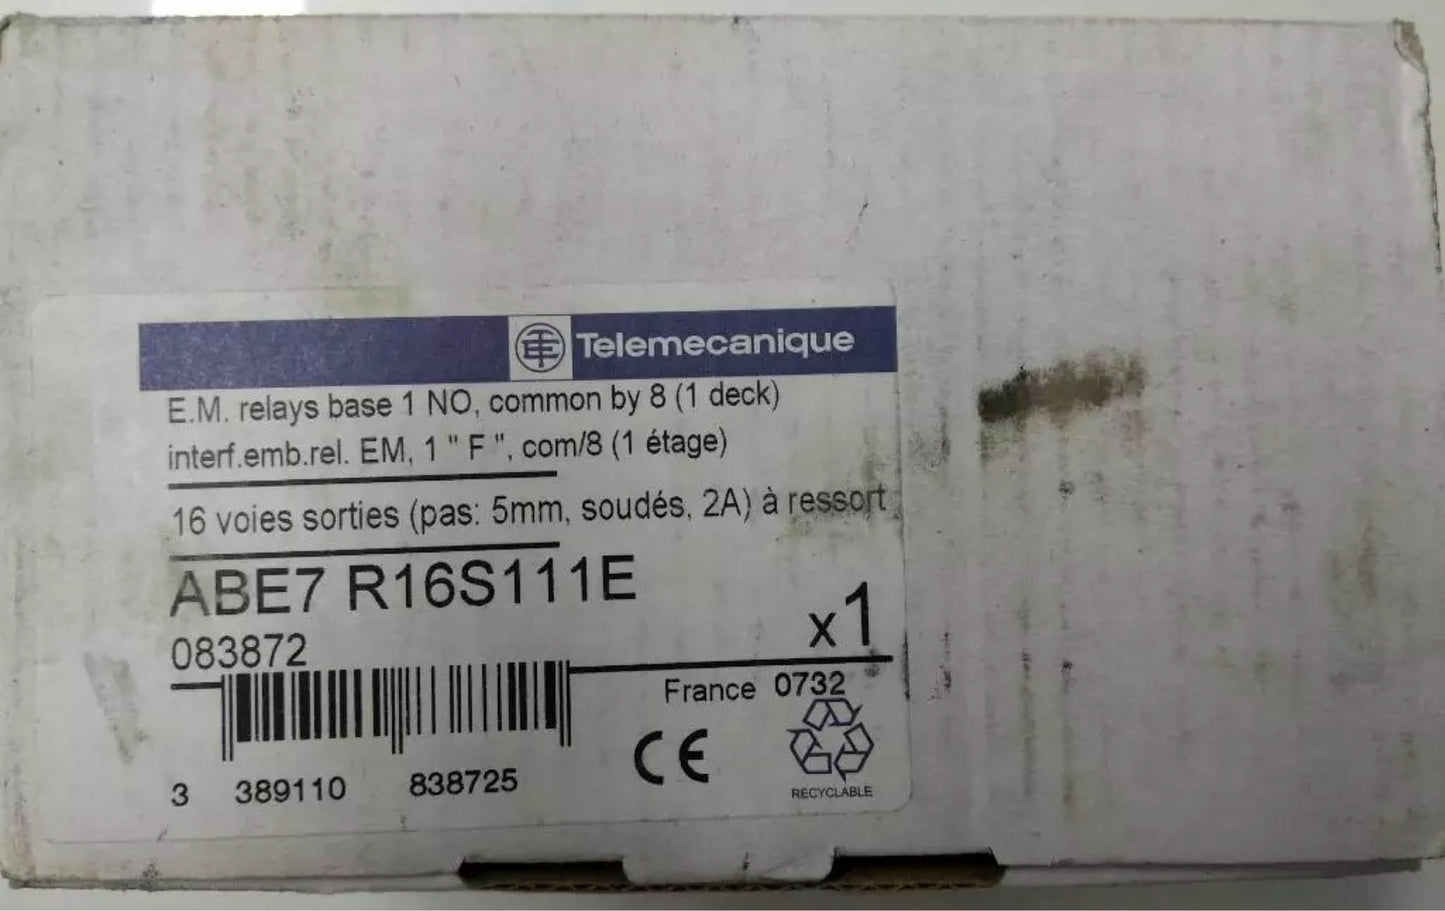 Telemecanique
E.M. relays base 1 NO, common by 8 (1 deck)
interf.emb.rel. EM, 1 " F ", com/8 (1 étage)
16 voies sorties (pas: 5mm, soudés, 2A) à ressort
ABE7 R16S111E
083872
x1
France 0732
3 389110 838725
CE
RECYCLABLE